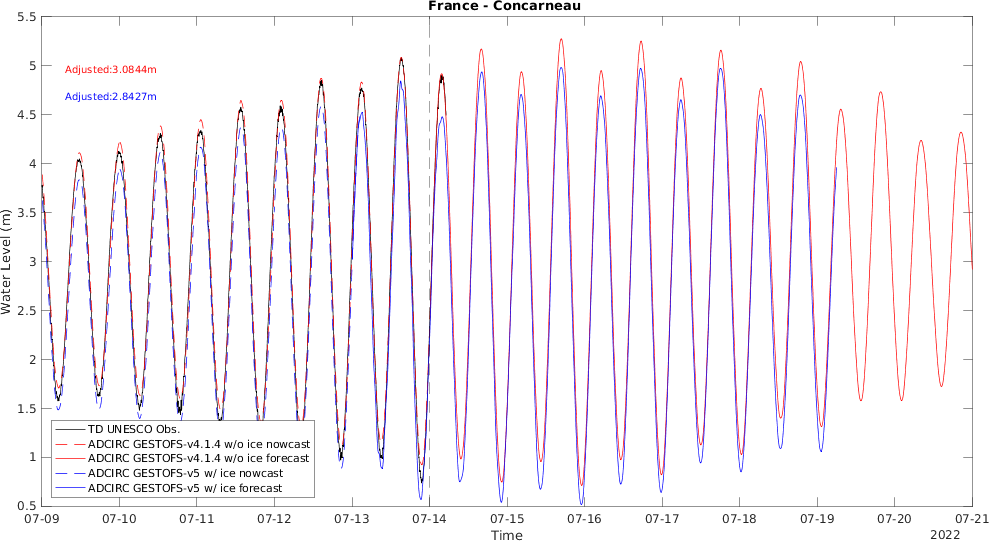 France - Concarneau
5.5
5
4.5
4
3.5
3
2.5
2
1.5
1
0.5
Water Level (m)
Adjusted:3.0844m
Adjusted:2.8427m
TD UNESCO Obs.
ADCIRC GESTOFS-v4.1.4 w/o ice nowcast
ADCIRC GESTOFS-v4.1.4 w/o ice forecast
ADCIRC GESTOFS-v5 w/ ice nowcast
ADCIRC GESTOFS-v5 w/ ice forecast
07-09 07-10 07-11 07-12 07-13 07-14 07-15 07-16 07-17 07-18 07-19 07-20 07-21
Time
2022